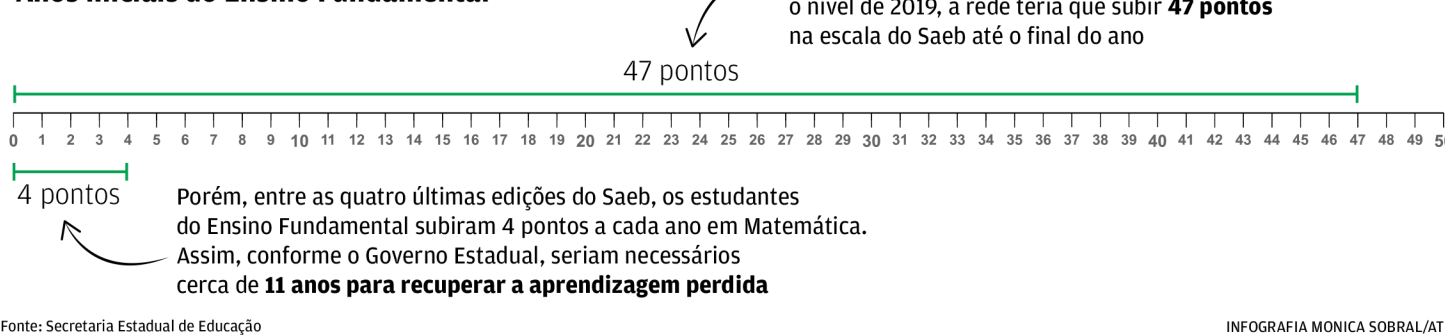 Anos Iniciais do Ensino Fundamental
o nível de 2019, a rede teria que subir 47 pontos
na escala do Saeb até o final do ano
47 pontos
0 1 2 3 4 5 6 7 8 9 10 11 12 13 14 15 16 17 18 19 20 21 22 23 24 25 26 27 28 29 30 31 32 33 34 35 36 37 38 39 40 41 42 43 44 45 46 47 48 49
4 pontos
Porém, entre as quatro últimas edições do Saeb, os estudantes
do Ensino Fundamental subiram 4 pontos a cada ano em Matemática.
Assim, conforme o Governo Estadual, seriam necessários
cerca de 11 anos para recuperar a aprendizagem perdida
Fonte: Secretaria Estadual de Educação
INFOGRAFIA MONICA SOBRAL/AT